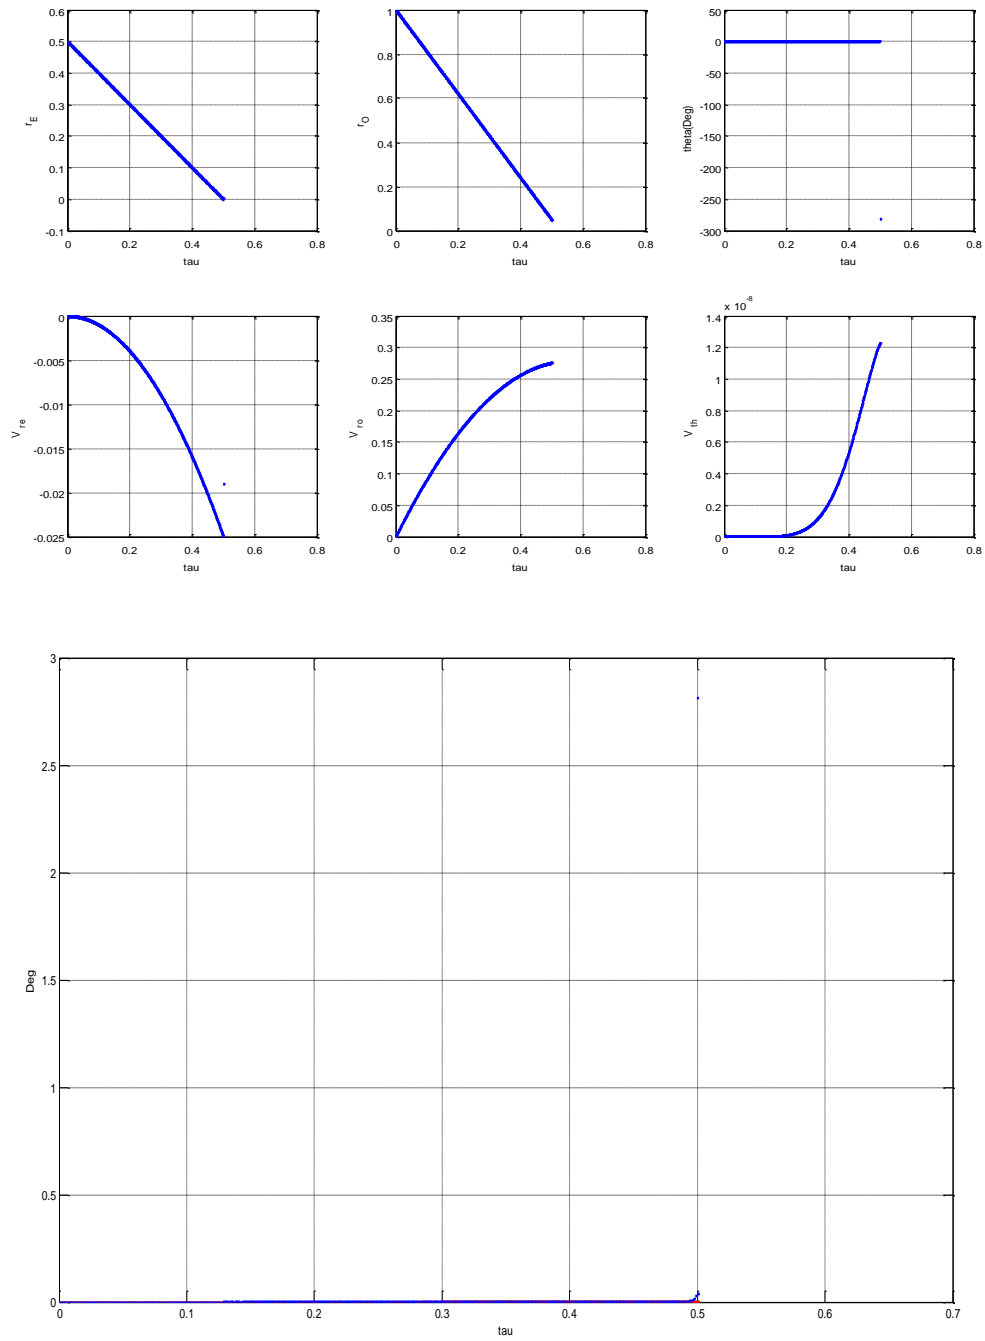 0.6
0.5
0.4
0.3
0.2
0.1
0
-0.1
r_E
0 0.2 0.4 0.6 0.8
tau
1
0.8
0.6
0.4
0.2
0
r_O
0 0.2 0.4 0.6 0.8
tau
50
0
-50
-100
-150
-200
-250
-300
theta(Deg)
0 0.2 0.4 0.6 0.8
tau
0
-0.005
-0.01
-0.015
-0.02
-0.025
V_re
0 0.2 0.4 0.6 0.8
tau
0.35
0.3
0.25
0.2
0.15
0.1
0.05
0
V_ro
0 0.2 0.4 0.6 0.8
tau
x 10^-8
1.4
1.2
1
0.8
0.6
0.4
0.2
0
V_th
0 0.2 0.4 0.6 0.8
tau
3
2.5
2
1.5
1
0.5
0
Deg
0 0.1 0.2 0.3 0.4 0.5 0.6 0.7
tau